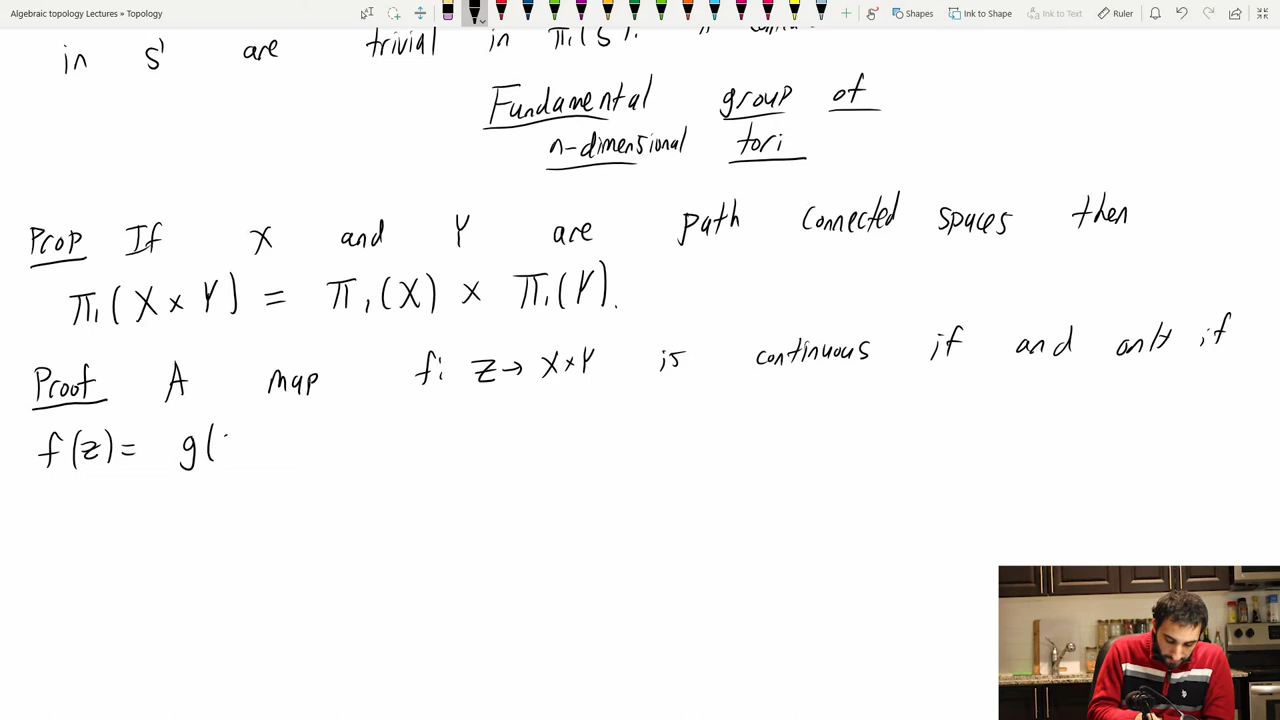 Algebraic topology Lectures » Topology
Shapes
Ink to Shape
Ink to Text
Ruler
in S¹ are trivial in π₁(S¹).
Fundamental group of
n-dimensional tori
Prop If X and Y are path connected spaces then
π₁(X×Y) = π₁(X) × π₁(Y).
Proof A map f: Z→X×Y is continuous if and only if
f(z)= g(